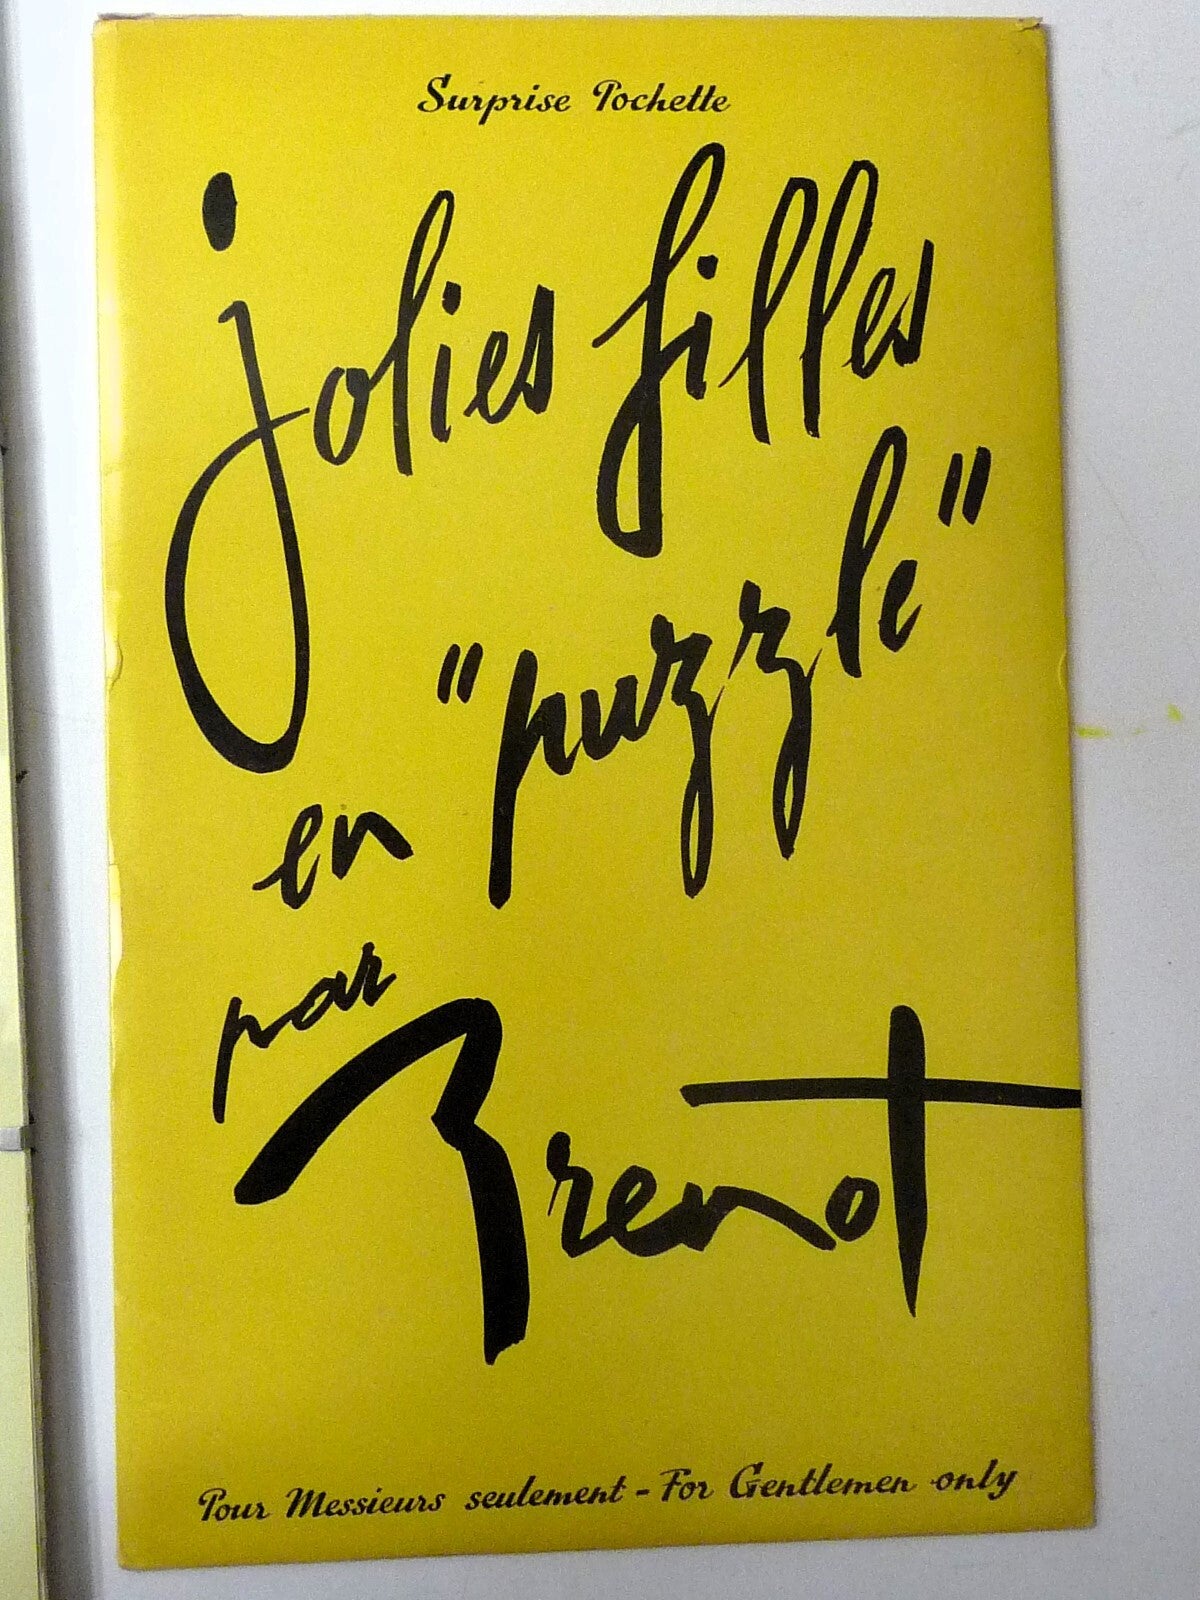 Surprise Pochette
jolies filles
en "puzzle"
par
Brenot
Pour Messieurs seulement - For Gentlemen only